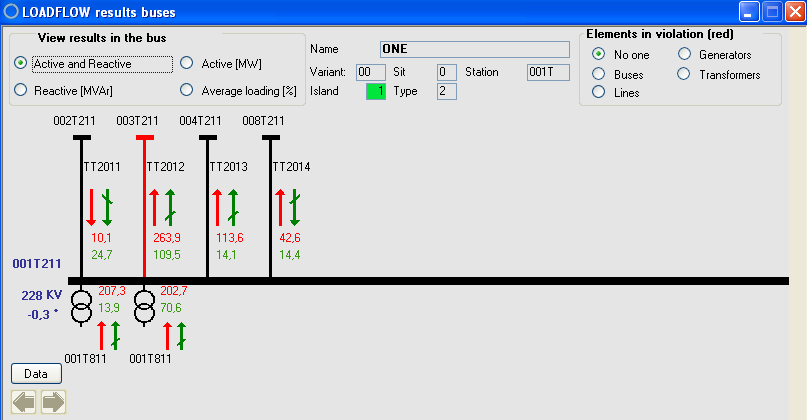 LOADFLOW results buses
View results in the bus
Active and Reactive
Active [MW]
Reactive [MVAr]
Average loading [%]
Name ONE
Variant: 00 Sit 0 Station 001T
Island 1 Type 2
Elements in violation (red)
No one
Generators
Buses
Transformers
Lines
002T211 003T211 004T211 008T211
TT2011 TT2012 TT2013 TT2014
10,1 263,9 113,6 42,6
24,7 109,5 14,1 14,4
001T211
228 KV 207,3 202,7
-0,3 ° 13,9 70,6
001T811 001T811
Data